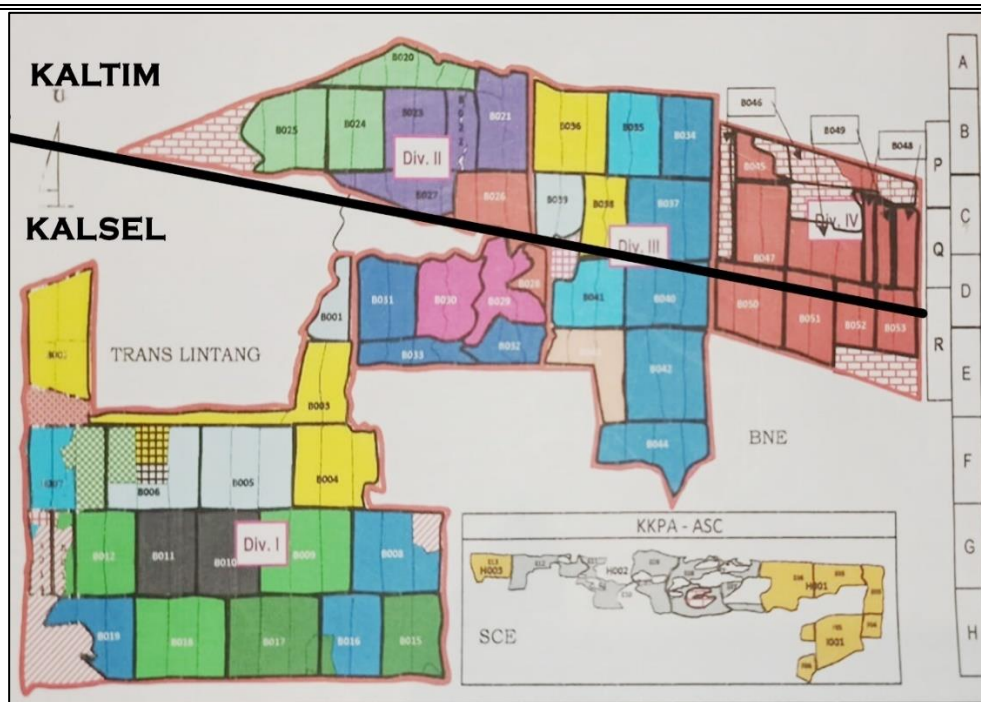 KALTIM
U
KALSEL
B020
A
B025
B024
B023
B021
B036
B035
B034
B046
B049
B048
B045
B
P
Div. II
B027
B026
B039
B038
B037
Div. IV
C
Q
B047
Div. III
B001
B031
B030
B029
B028
B041
B040
B050
B051
B052
B053
D
R
TRANS LINTANG
B033
B032
B042
E
B003
BNE
B044
F
B006
B005
B004
KKPA - ASC
B012
B011
B010
Div. I
B009
B008
G
H003
H002
H001
SCE
I001
B019
B018
B017
B016
B015
H